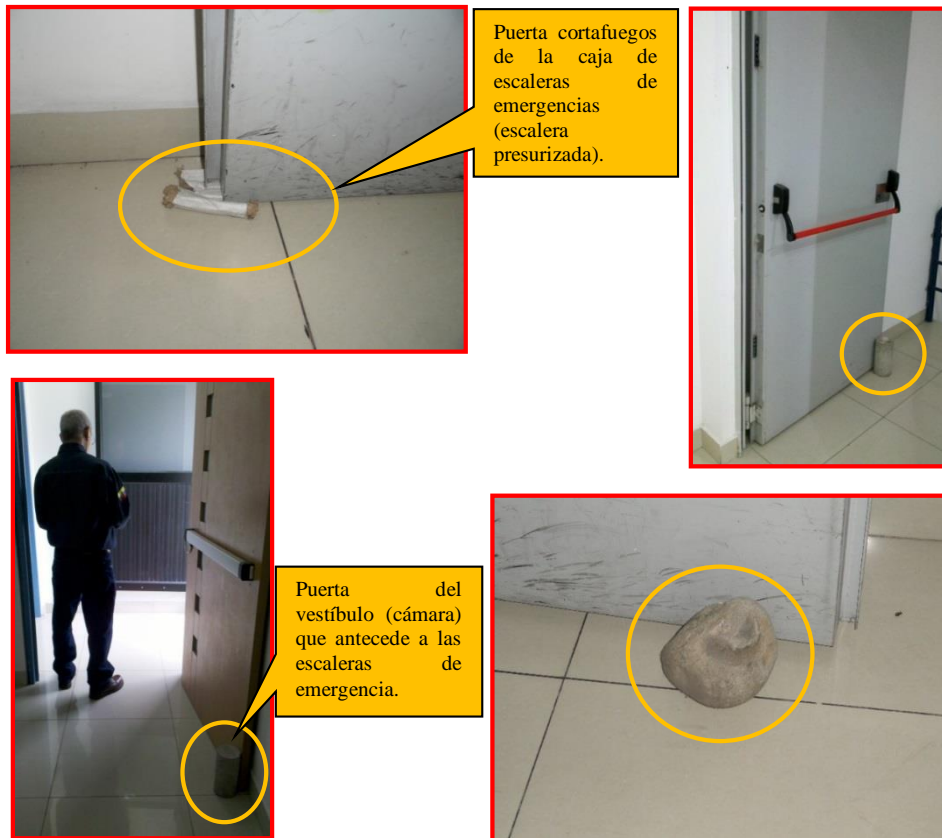 Puerta cortafuegos
de la caja de
escaleras de
emergencias
(escalera
presurizada).
Puerta del
vestíbulo (cámara)
que antecede a las
escaleras de
emergencia.